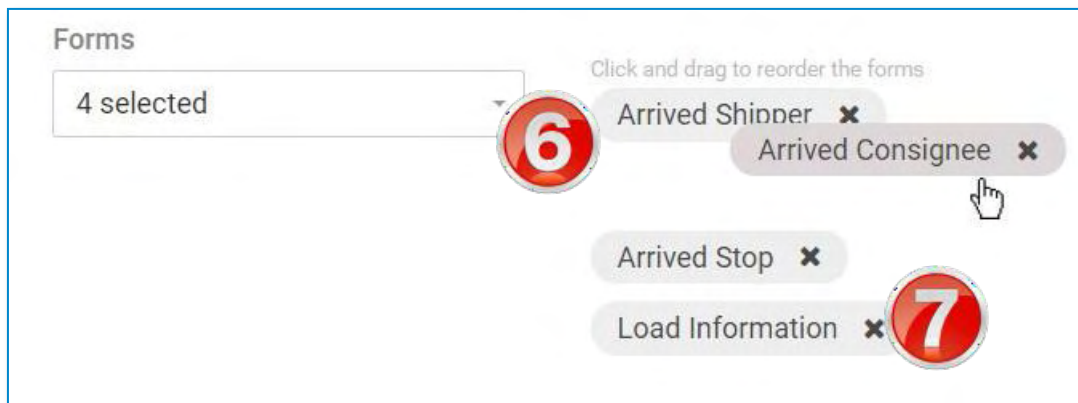 Forms
4 selected
Click and drag to reorder the forms
6
Arrived Shipper ✖
Arrived Consignee ✖
Arrived Stop ✖
Load Information ✖
7